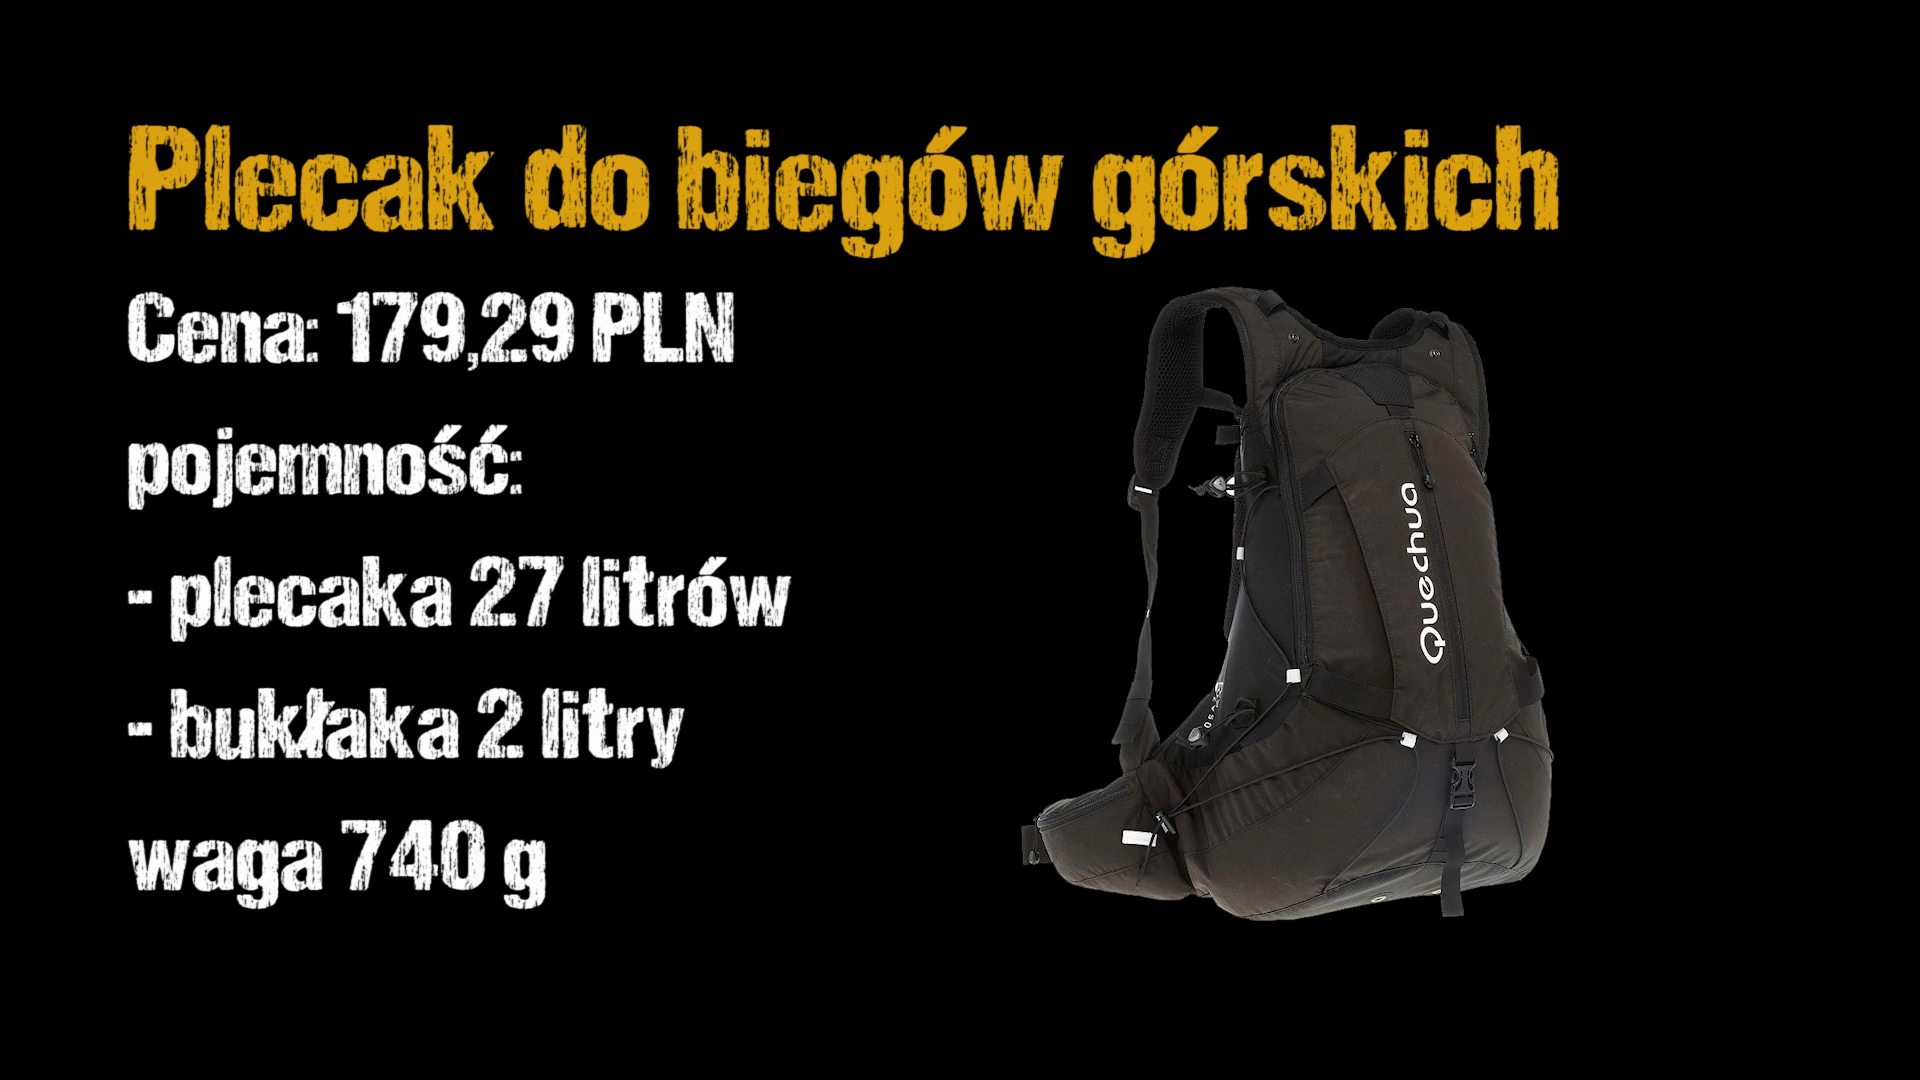 Plecak do biegów górskich
Cena: 179,29 PLN
pojemność:
- plecaka 27 litrów
- bukłaka 2 litry
waga 740 g
Quechua